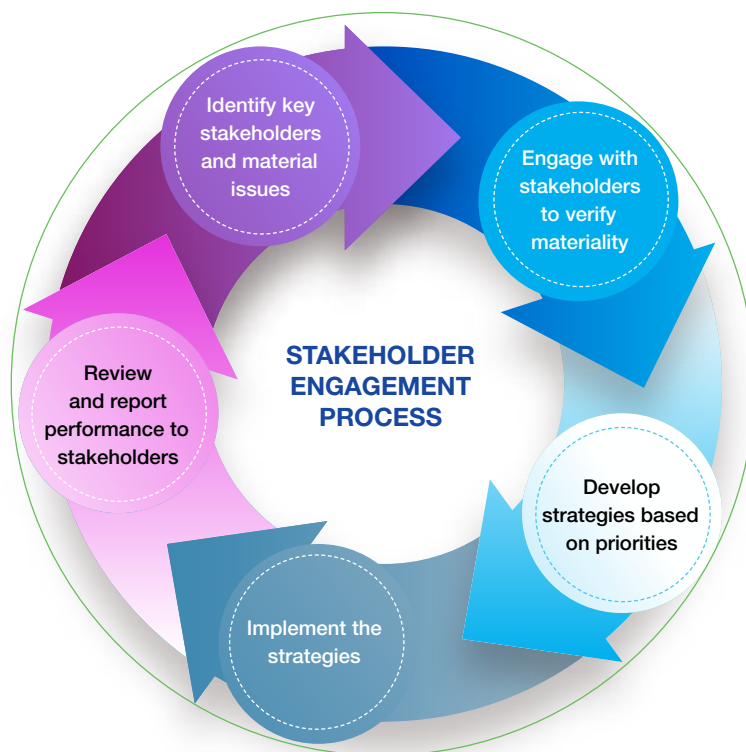 Identify key
stakeholders
and material
issues
Engage with
stakeholders
to verify
materiality
STAKEHOLDER
ENGAGEMENT
PROCESS
Review
and report
performance to
stakeholders
Develop
strategies based
on priorities
Implement the
strategies